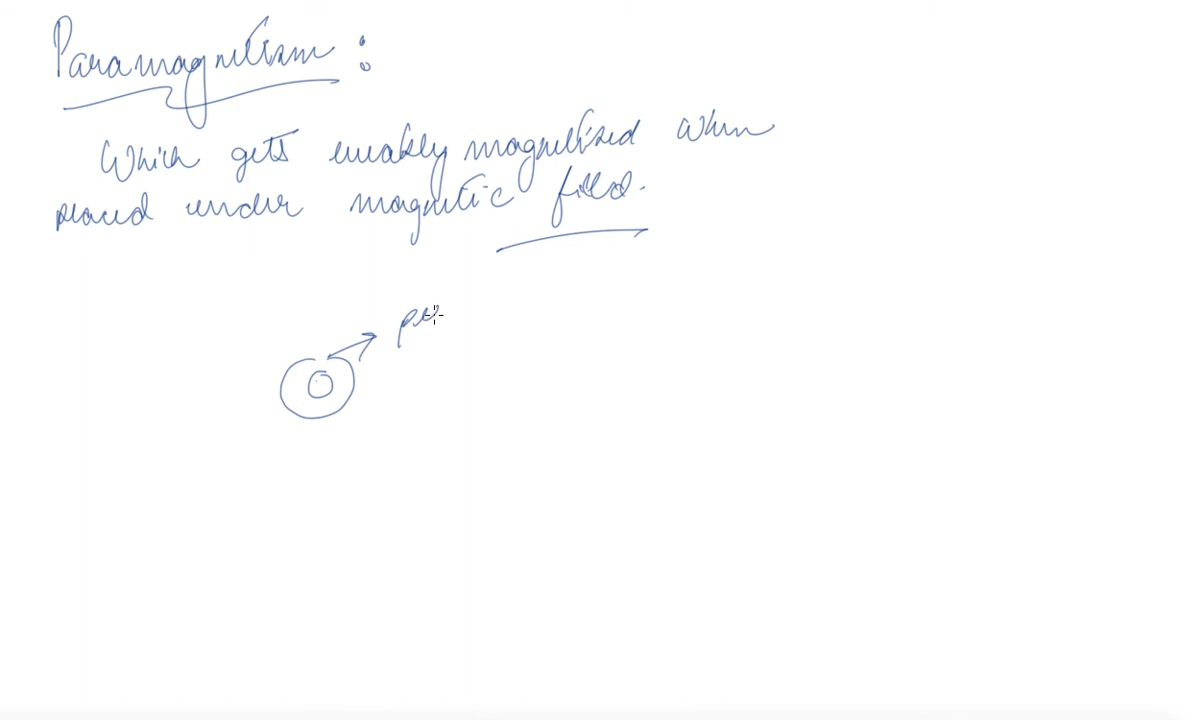 Paramagnetism :
Which gets weakly magnetized when
placed under magnetic field.